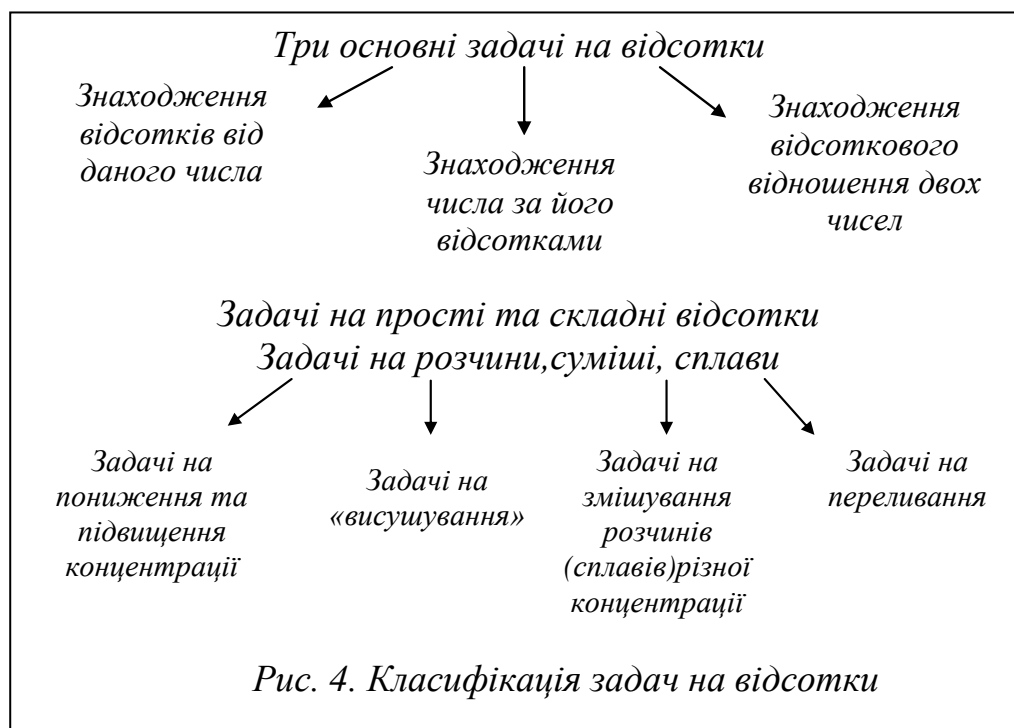 Три основні задачі на відсотки
Знаходження
відсотків від
даного числа
Знаходження
числа за його
відсотками
Знаходження
відсоткового
відношення двох
чисел
Задачі на прості та складні відсотки
Задачі на розчини,суміші, сплави
Задачі на
пониження та
підвищення
концентрації
Задачі на
«висушування»
Задачі на
змішування
розчинів
(сплавів)різної
концентрації
Задачі на
переливання
Рис. 4. Класифікація задач на відсотки